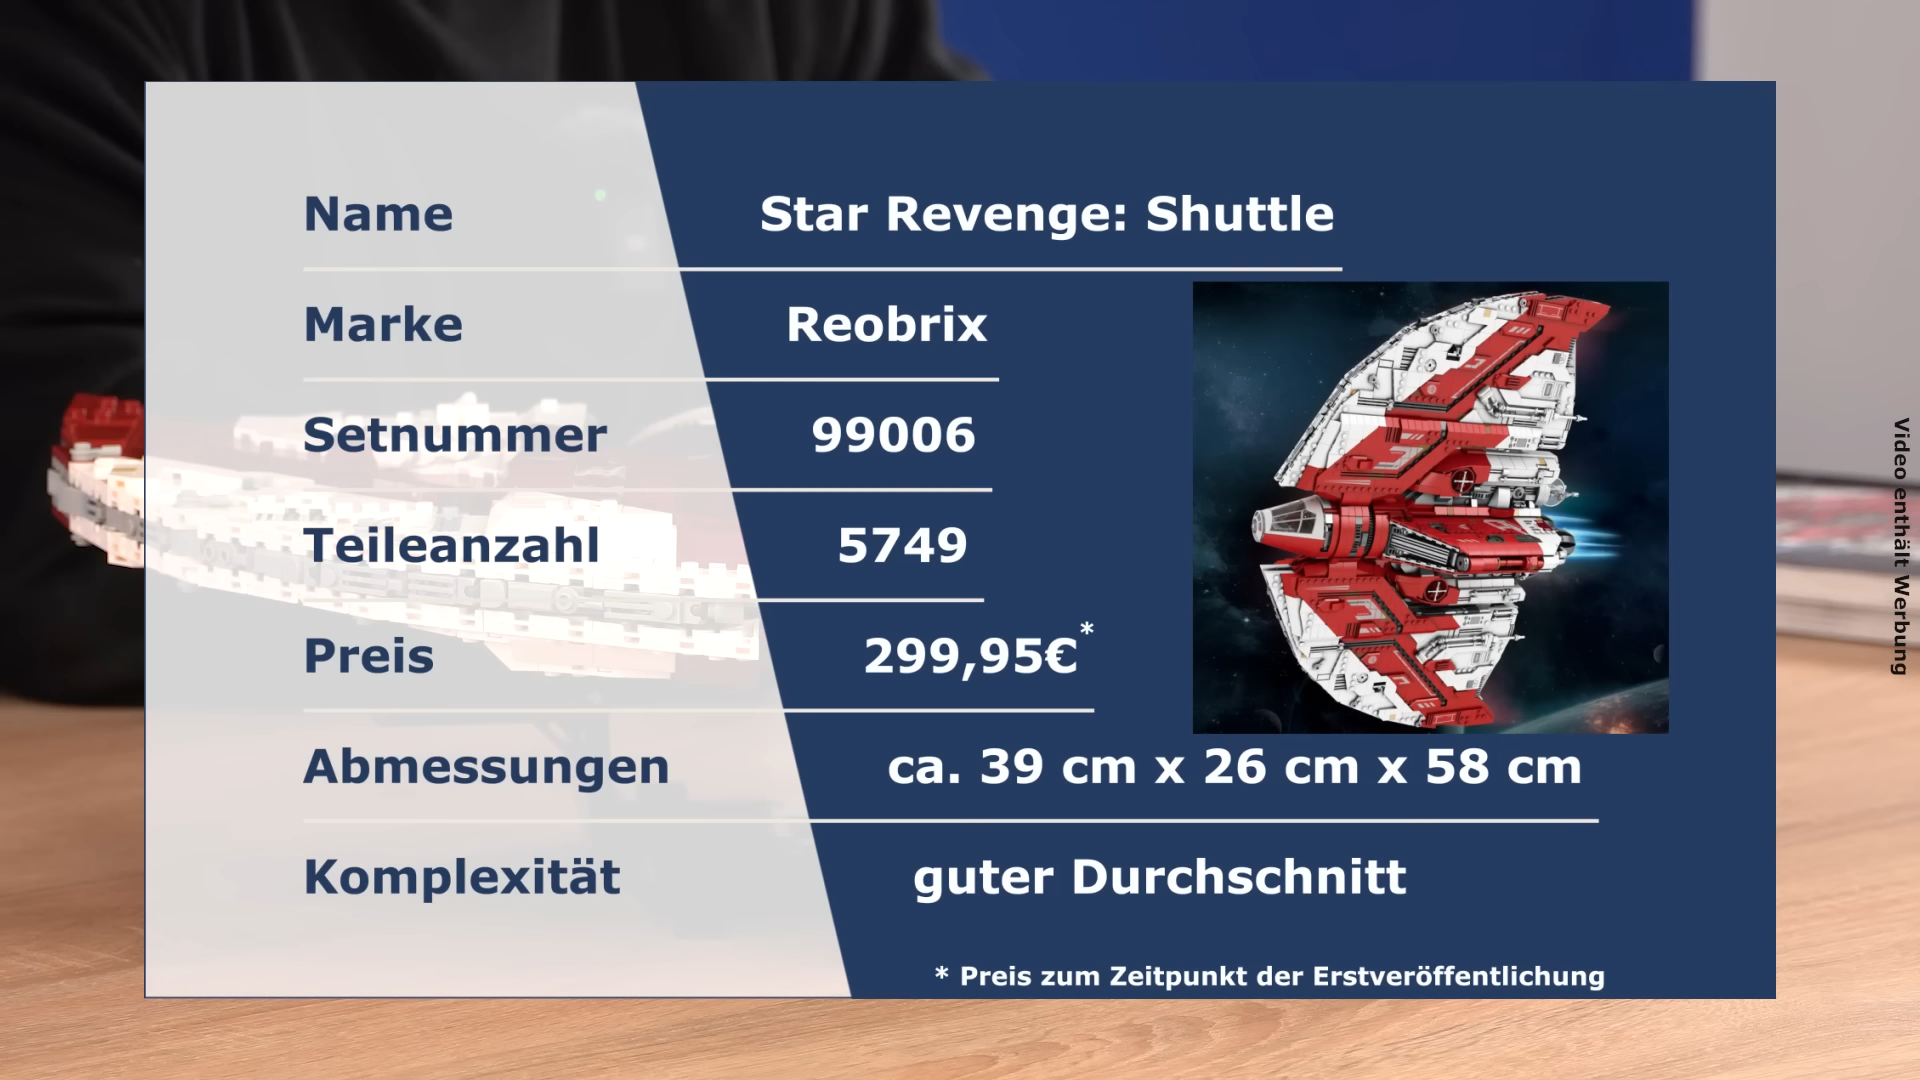 Name Star Revenge: Shuttle
Marke Reobrix
Setnummer 99006
Teileanzahl 5749
Preis 299,95€*
Abmessungen ca. 39 cm x 26 cm x 58 cm
Komplexität guter Durchschnitt
* Preis zum Zeitpunkt der Erstveröffentlichung
Video enthält Werbung